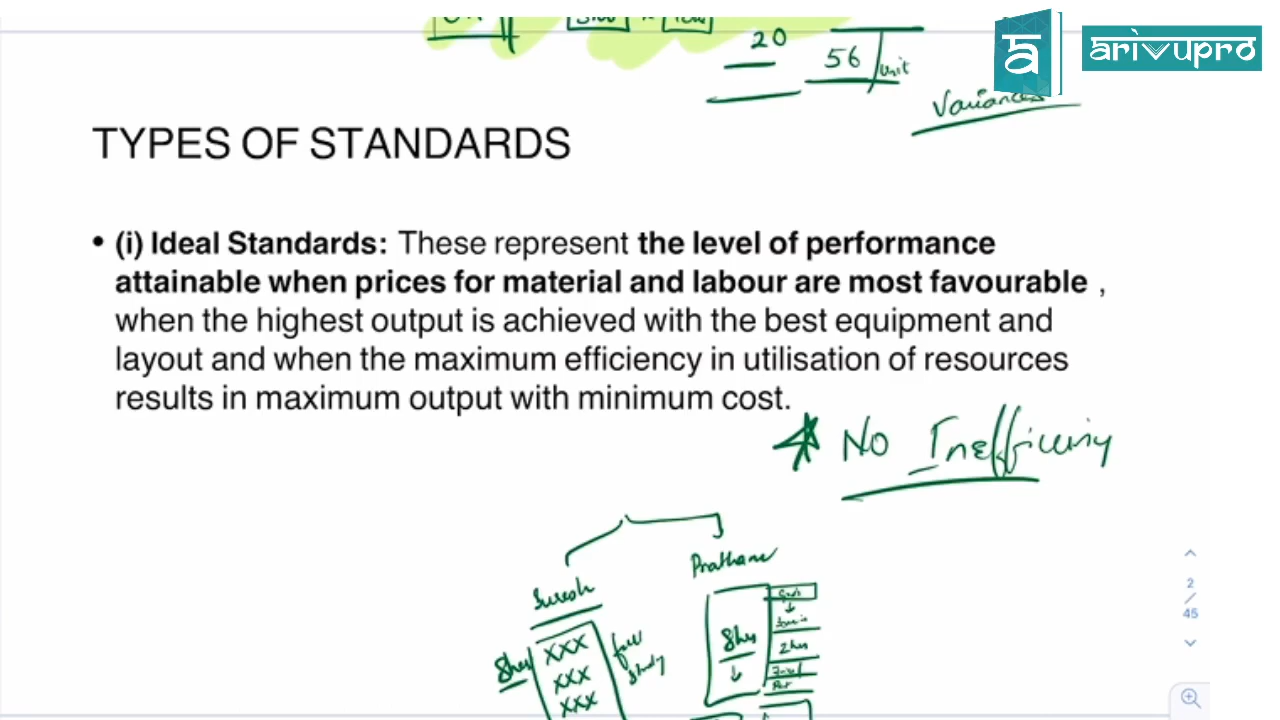 20
56 / unit
Variances
arivupro
TYPES OF STANDARDS
• (i) Ideal Standards: These represent the level of performance
attainable when prices for material and labour are most favourable ,
when the highest output is achieved with the best equipment and
layout and when the maximum efficiency in utilisation of resources
results in maximum output with minimum cost.
No Inefficiency
Suresh
Prathame
8hrs
XXX
XXX
XXX
full
study
8hrs
2hrs
2
/
45